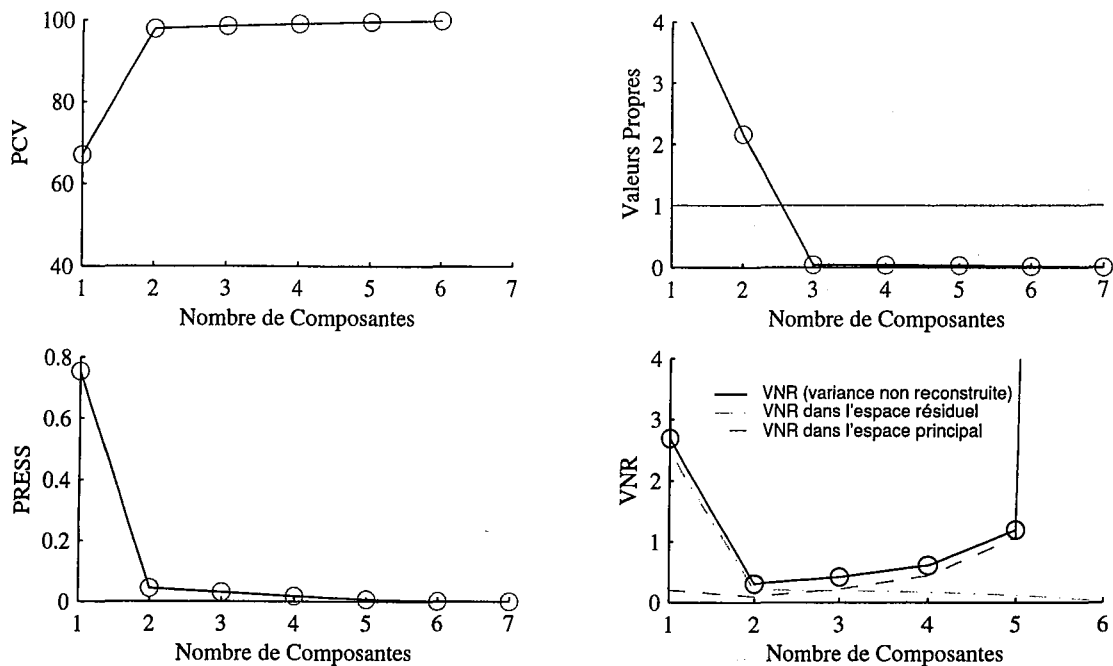 100
80
60
40
PCV
1 2 3 4 5 6 7
Nombre de Composantes
4
3
2
1
0
Valeurs Propres
1 2 3 4 5 6 7
Nombre de Composantes
0.8
0.6
0.4
0.2
0
PRESS
1 2 3 4 5 6 7
Nombre de Composantes
4
3
2
1
0
VNR
VNR (variance non reconstruite)
VNR dans l'espace résiduel
VNR dans l'espace principal
1 2 3 4 5 6
Nombre de Composantes